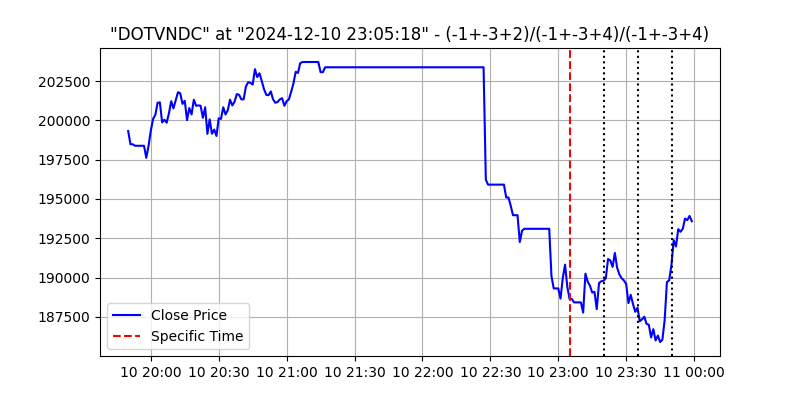 "DOTVNDC" at "2024-12-10 23:05:18" - (-1+-3+2)/(-1+-3+4)/(-1+-3+4)
202500
200000
197500
195000
192500
190000
187500
Close Price
Specific Time
10 20:00 10 20:30 10 21:00 10 21:30 10 22:00 10 22:30 10 23:00 10 23:30 11 00:00